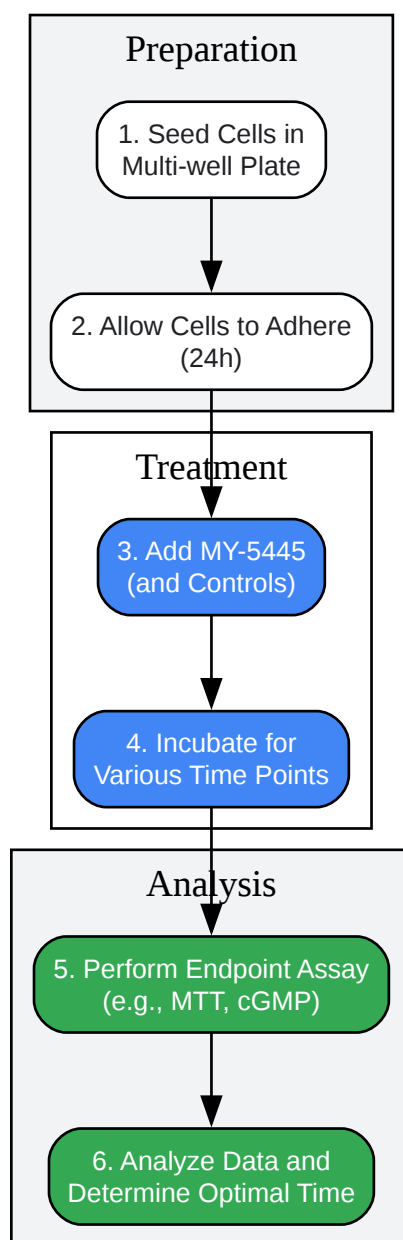 Preparation
1. Seed Cells in
Multi-well Plate
2. Allow Cells to Adhere
(24h)
Treatment
3. Add MY-5445
(and Controls)
4. Incubate for
Various Time Points
Analysis
5. Perform Endpoint Assay
(e.g., MTT, cGMP)
6. Analyze Data and
Determine Optimal Time